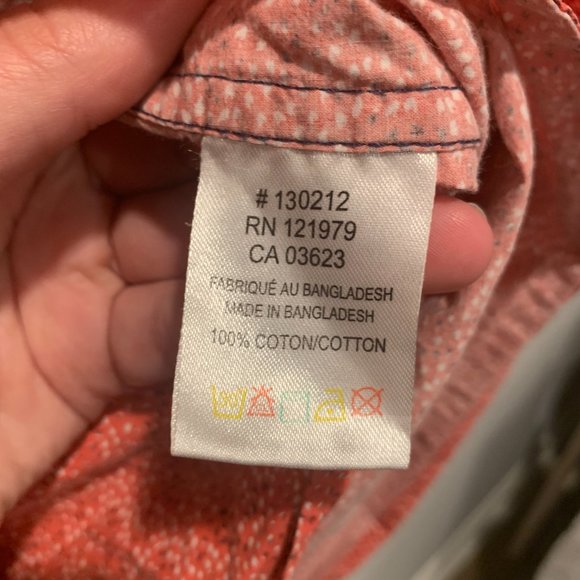 # 130212
RN 121979
CA 03623
FABRIQUÉ AU BANGLADESH
MADE IN BANGLADESH
100% COTON/COTTON